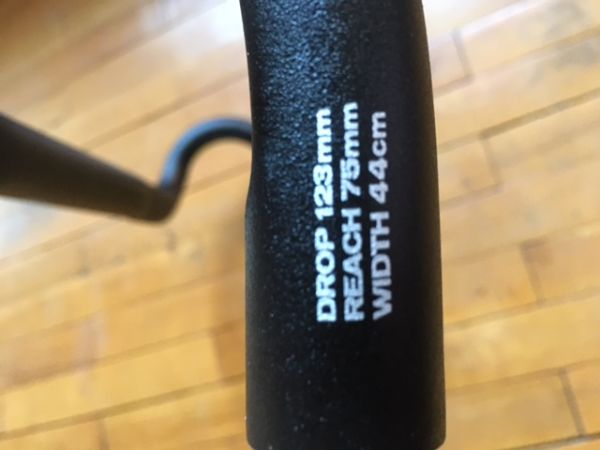 DROP 123mm
REACH 75mm
WIDTH 44cm